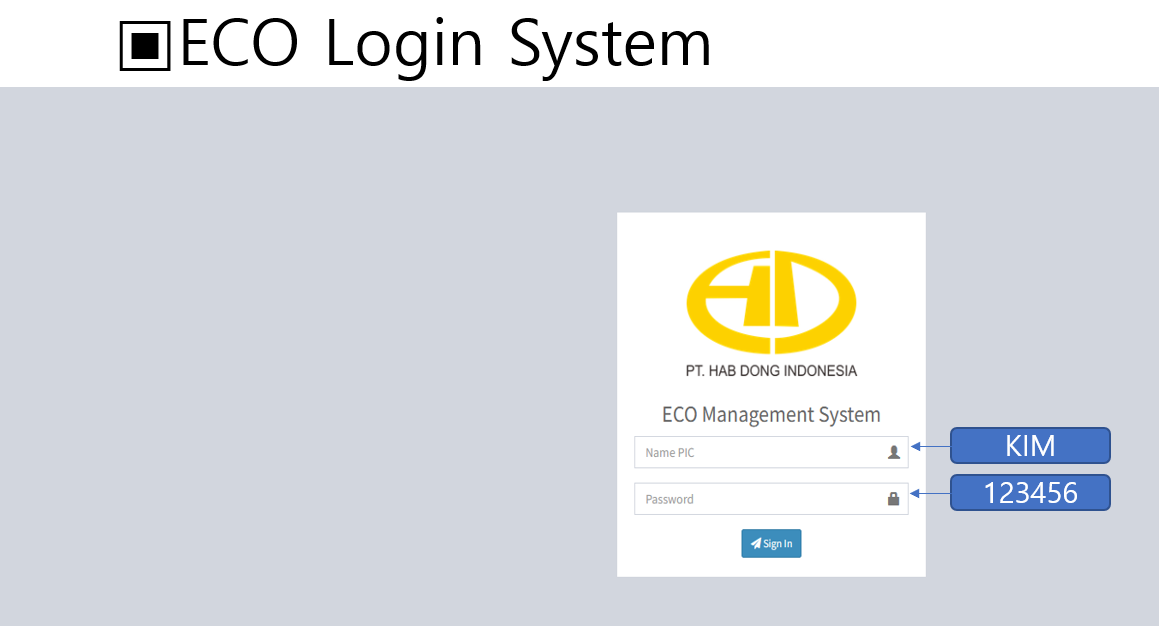 ▣ECO Login System
PT. HAB DONG INDONESIA
ECO Management System
Name PIC
KIM
Password
123456
Sign In